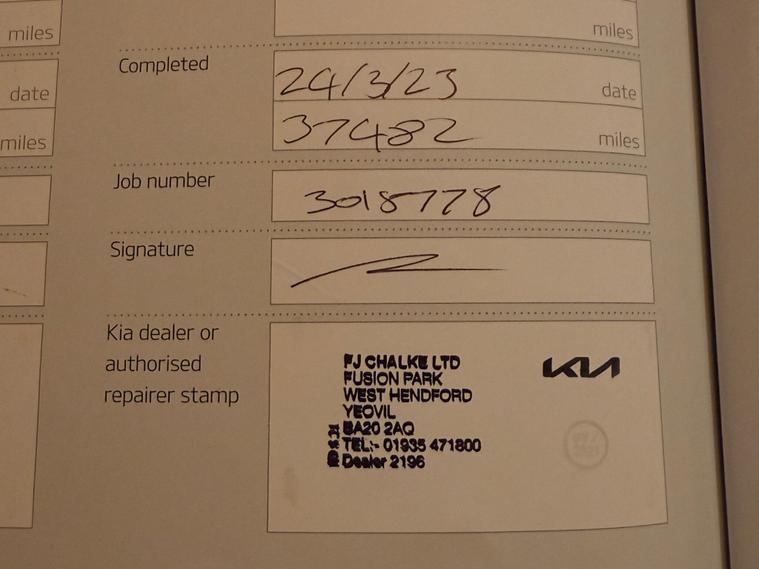 miles
miles
Completed
24/3/23
date
date
37482
miles
miles
Job number
3018778
Signature
Kia dealer or
authorised
repairer stamp
FJ CHALKE LTD
KIA
FUSION PARK
WEST HENDFORD
YEOVIL
BA20 2AQ
TEL:- 01935 471800
Dealer 2196